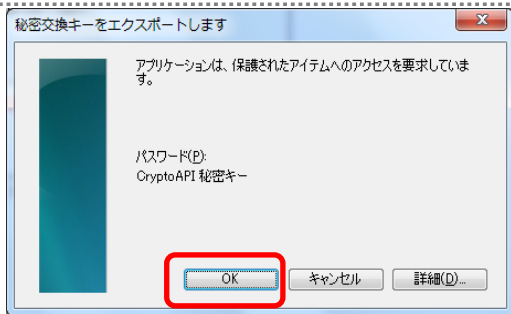 秘密交換キーをエクスポートします
アプリケーションは、保護されたアイテムへのアクセスを要求していま
す。
パスワード(P):
CryptoAPI 秘密キー
OK キャンセル 詳細(D)...